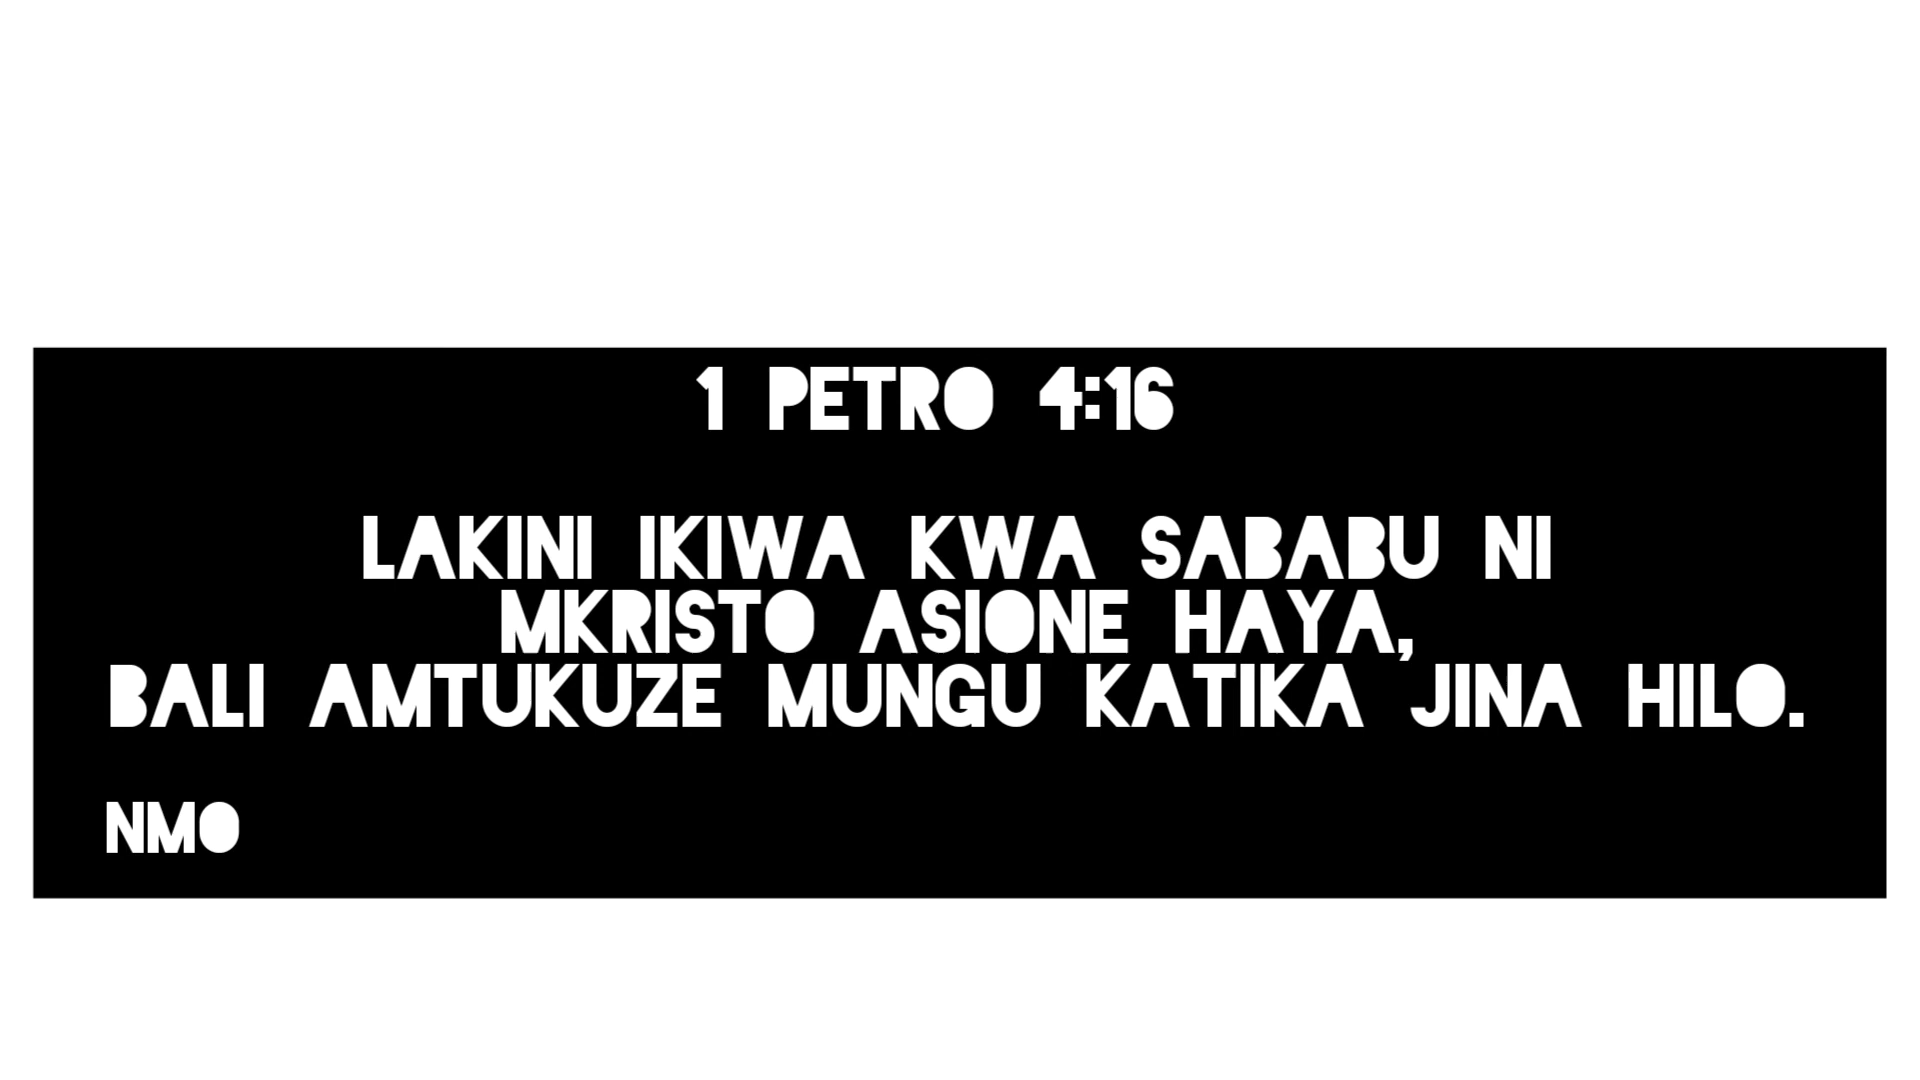 1 PETRO 4:16
LAKINI IKIWA KWA SABABU NI
MKRISTO ASIONE HAYA,
BALI AMTUKUZE MUNGU KATIKA JINA HILO.
NMO